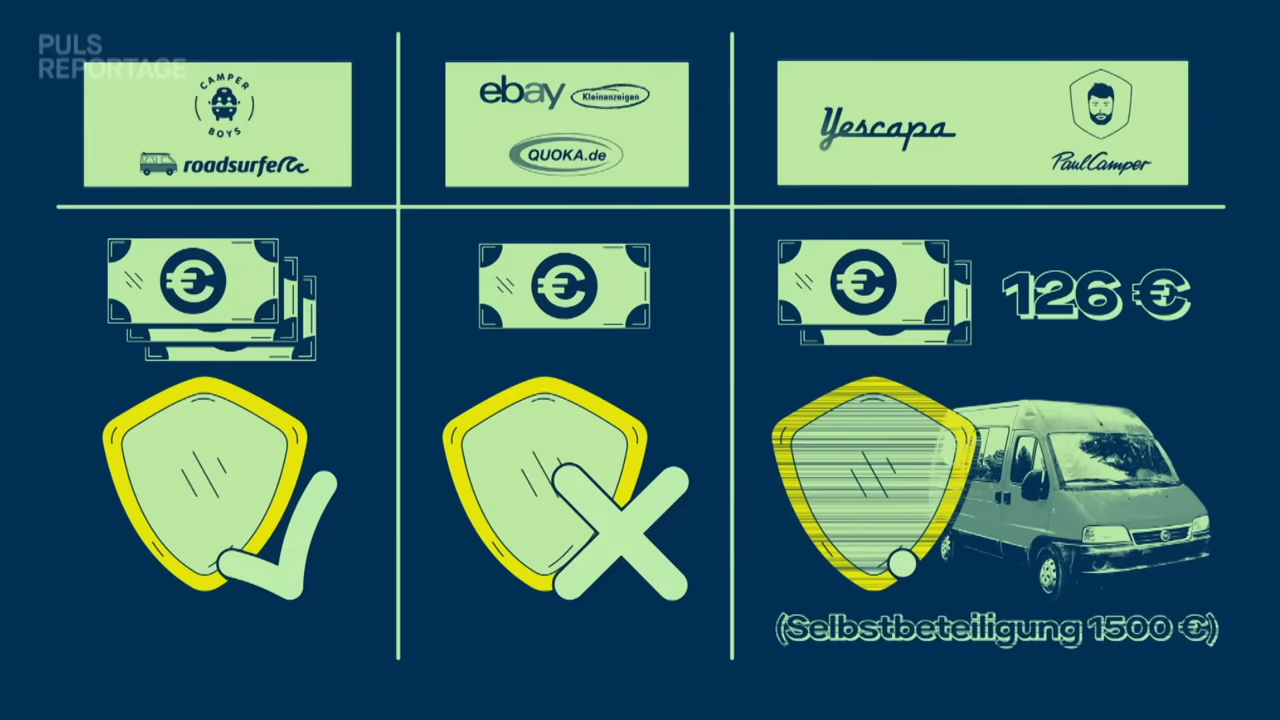 PULS
REPORTAGE
CAMPER
BOYS
roadsurfer
ebay Kleinanzeigen
QUOKA.de
Yescapa
PaulCamper
€
€
€
126 €
(Selbstbeteiligung 1500 €)